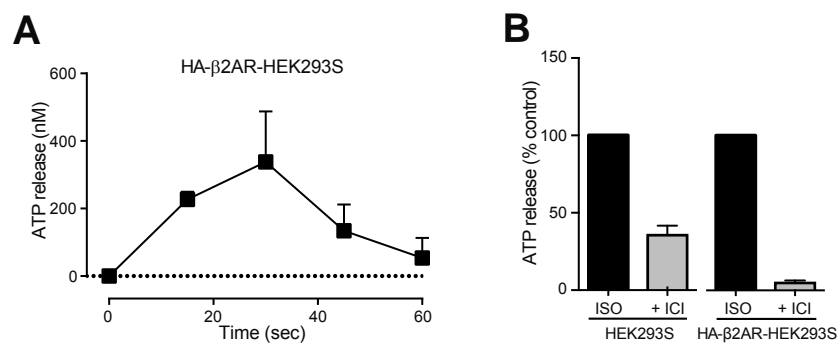 A
HA-β2AR-HEK293S
ATP release (nM)
600
400
200
0
0 20 40 60
Time (sec)
B
ATP release (% control)
150
100
50
0
ISO + ICI ISO + ICI
HEK293S HA-β2AR-HEK293S